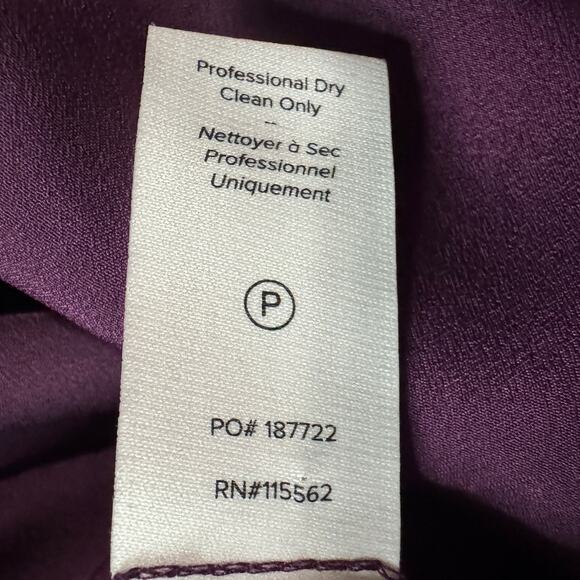 Professional Dry
Clean Only
--
Nettoyer à Sec
Professionnel
Uniquement
P
PO# 187722
RN#115562